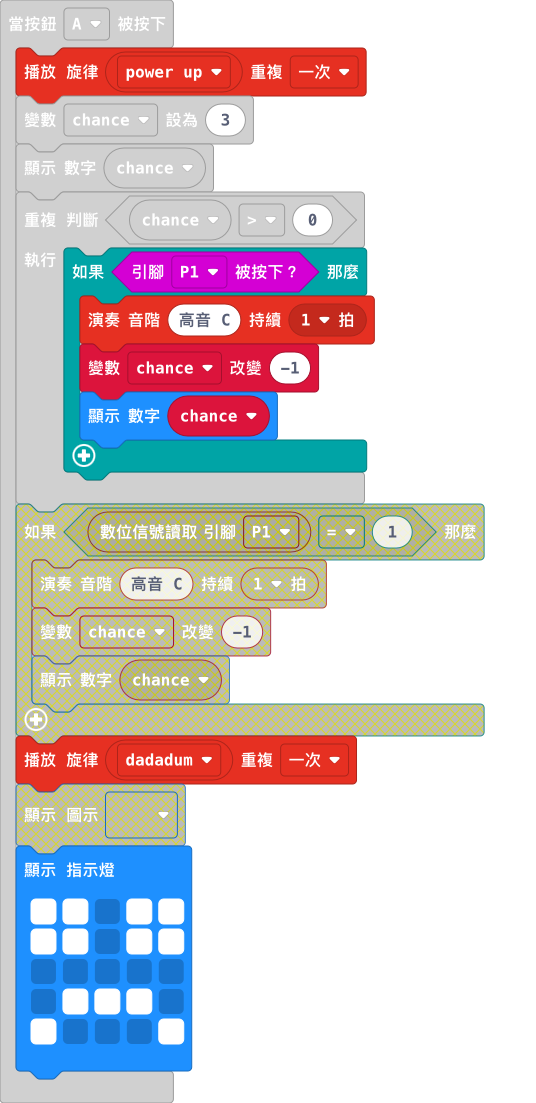 當按鈕 A 被按下
播放 旋律 power up 重複 一次
變數 chance 設為 3
顯示 數字 chance
重複 判斷 chance > 0
執行
如果 引腳 P1 被按下？ 那麼
演奏 音階 高音 C 持續 1 拍
變數 chance 改變 -1
顯示 數字 chance
如果 數位信號讀取 引腳 P1 = 1 那麼
演奏 音階 高音 C 持續 1 拍
變數 chance 改變 -1
顯示 數字 chance
播放 旋律 dadadum 重複 一次
顯示 圖示
顯示 指示燈